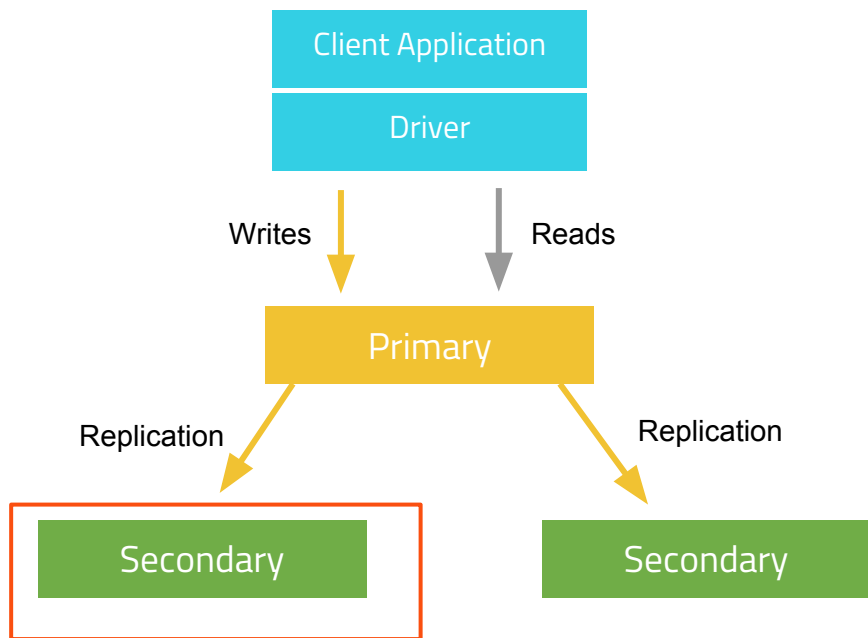 Client Application
Driver
Writes
Reads
Primary
Replication
Replication
Secondary
Secondary